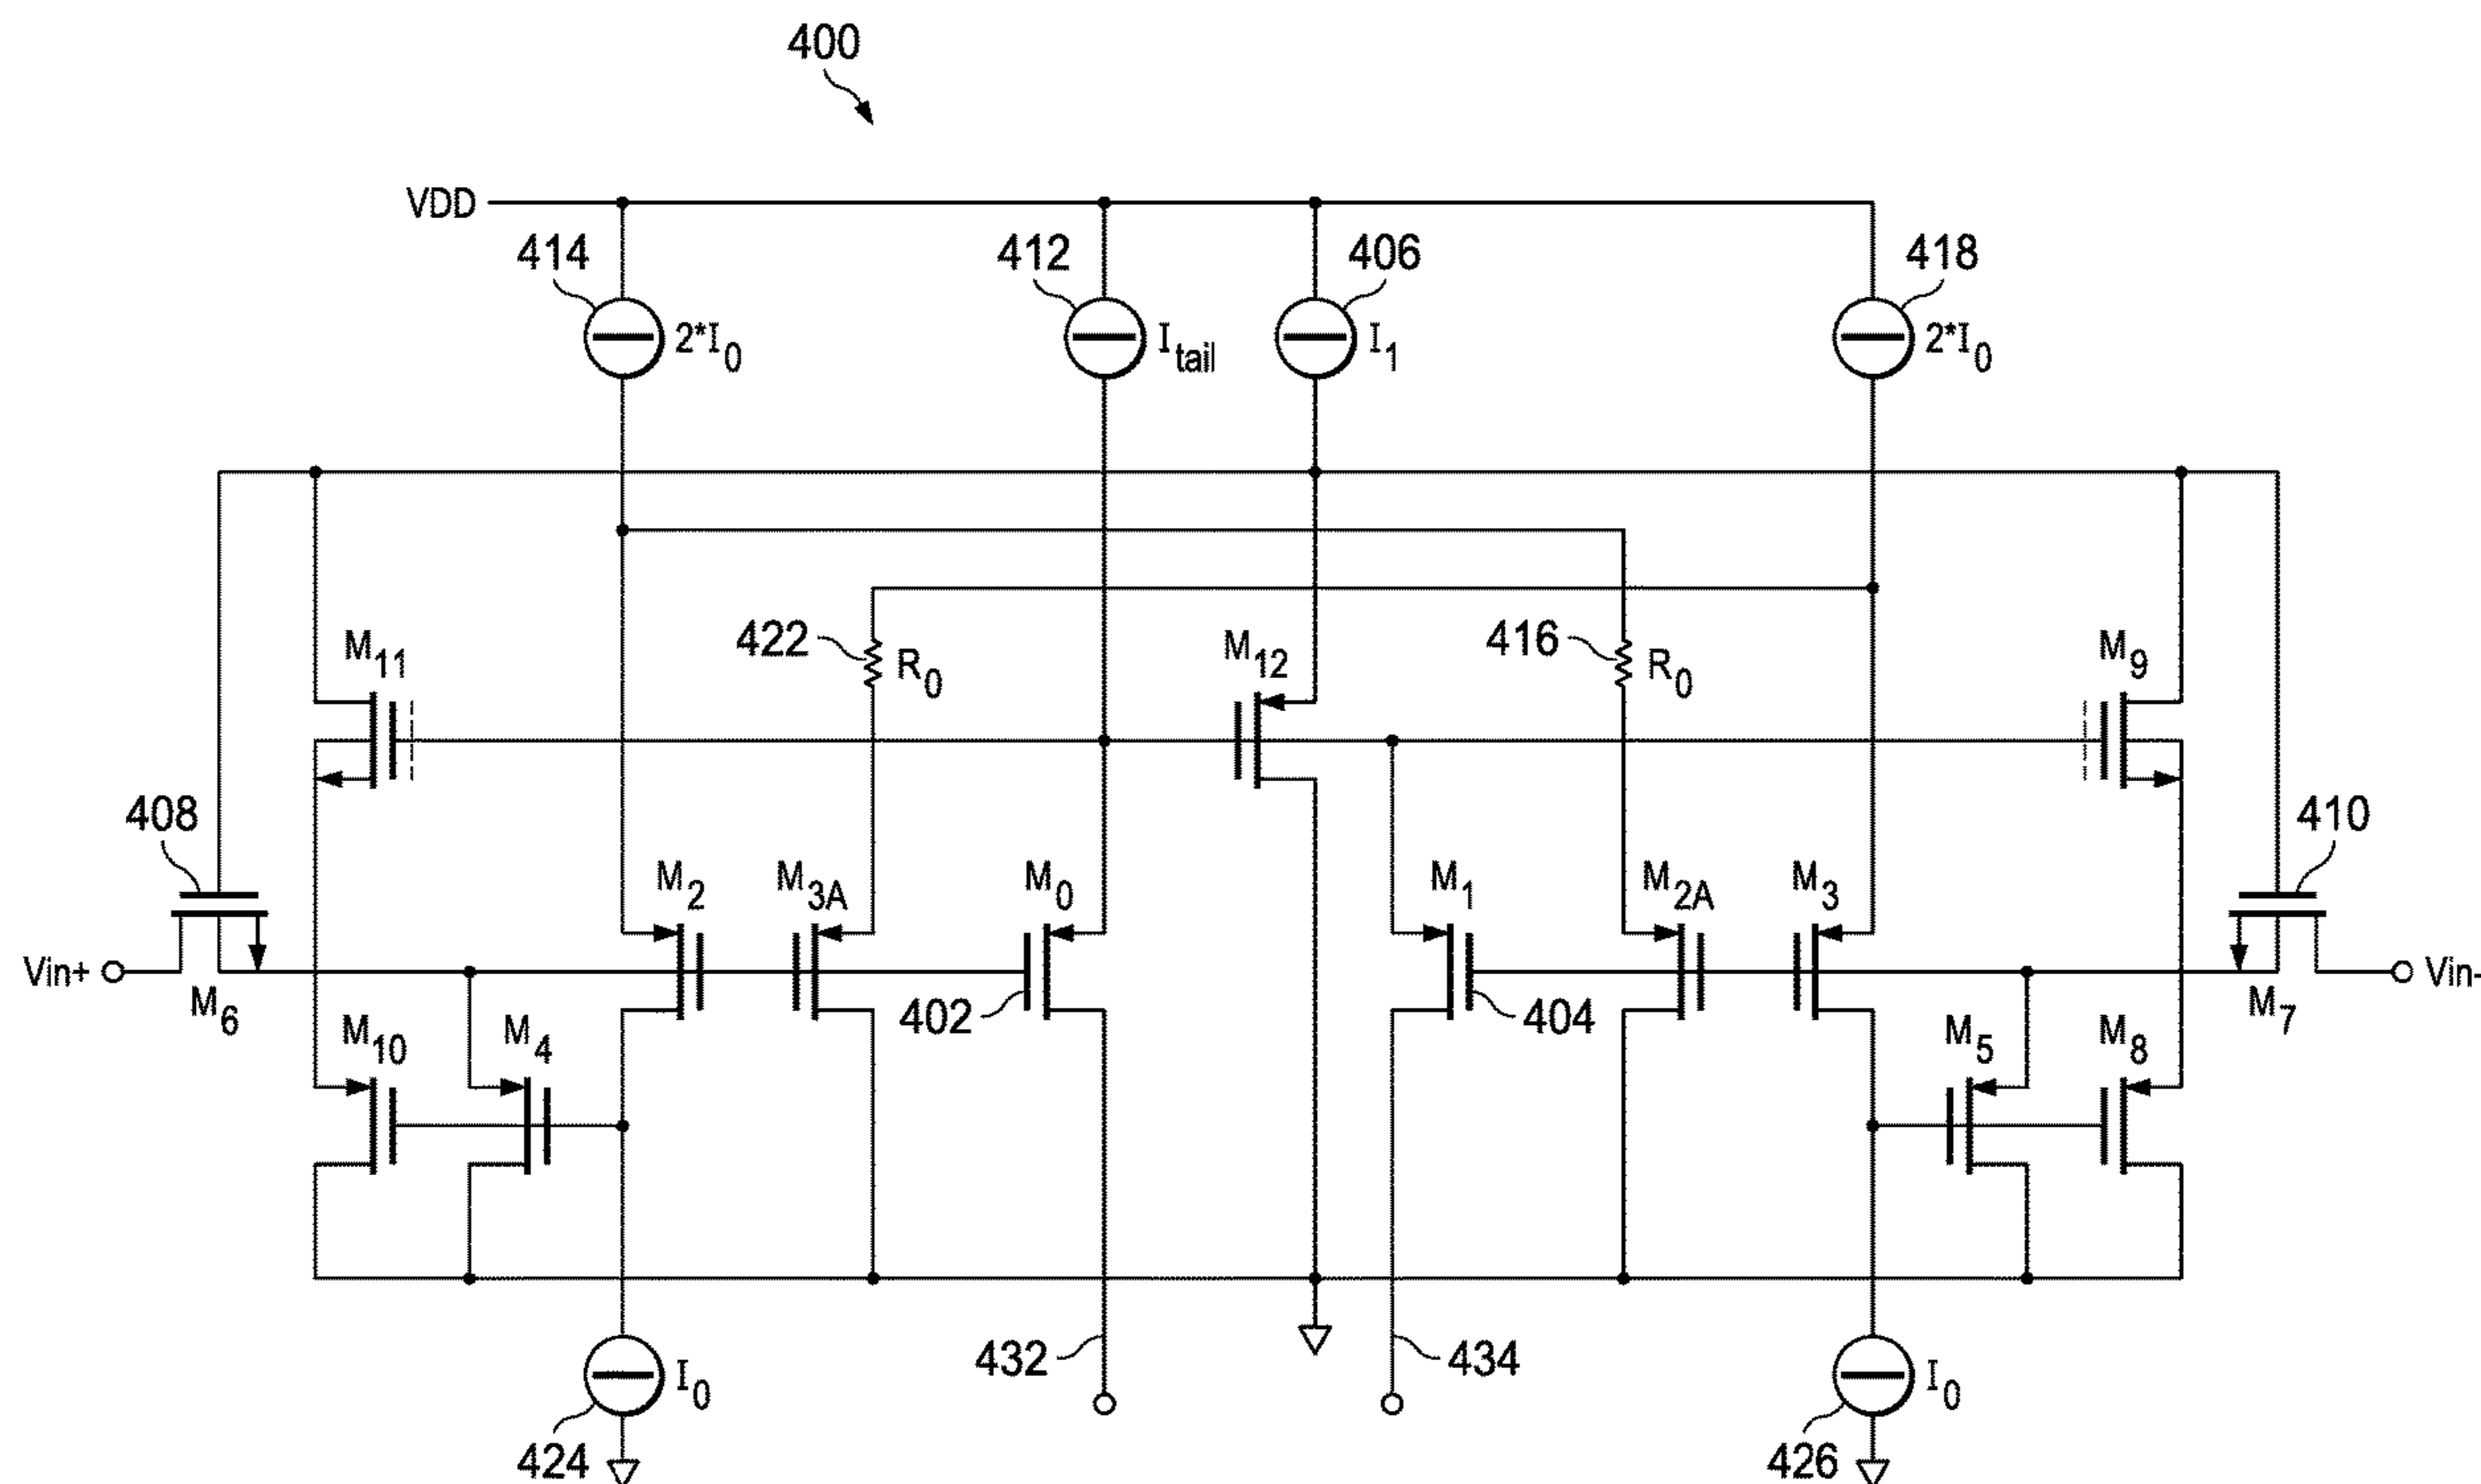 400
VDD
414 412 406 418
2*I₀ Iₜₐᵢₗ I₁ 2*I₀
M₁₁ 422 R₀ M₁₂ 416 R₀ M₉
408 410
M₂ M₃A M₀ M₁ M₂A M₃
Vin+ Vin-
M₆ 402 404 M₇
M₁₀ M₄ M₅ M₈
432 434
I₀ I₀
424 426